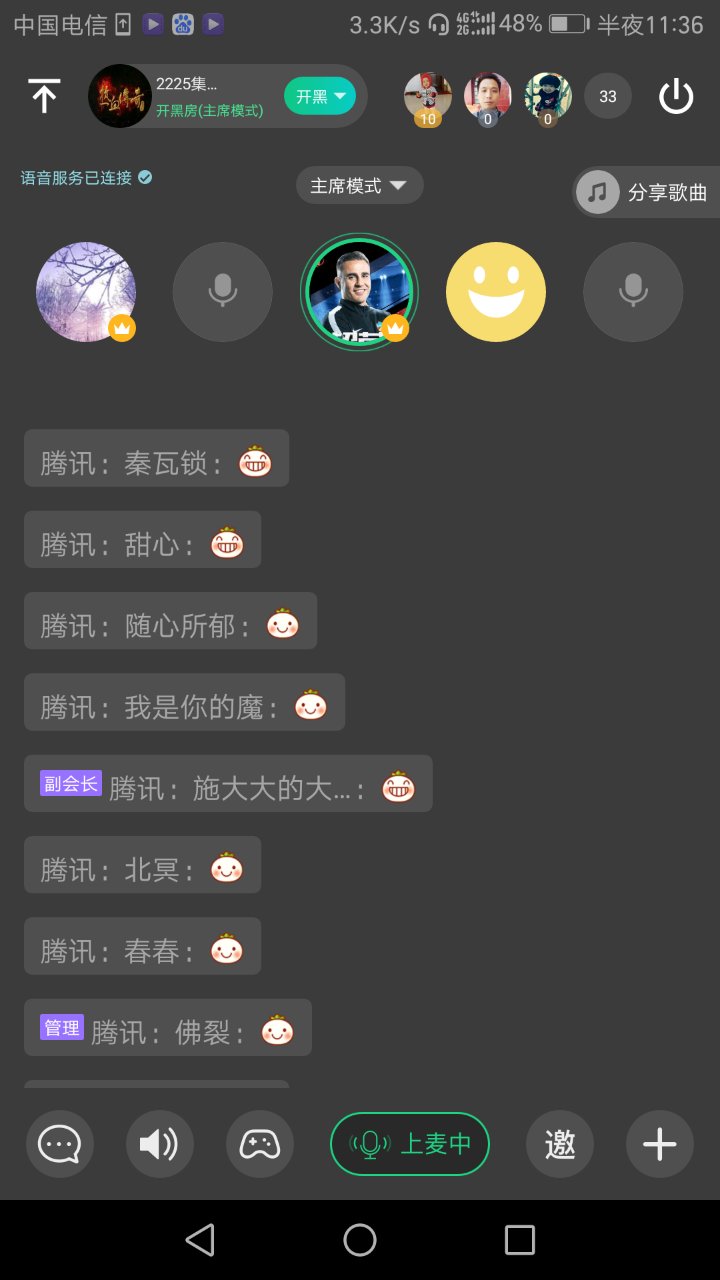 中国电信 3.3K/s 4G 2G 48% 半夜11:36
2225集...
开黑房(主席模式)
开黑
10 0 0 33
语音服务已连接
主席模式
分享歌曲
腾讯：秦瓦锁：
腾讯：甜心：
腾讯：随心所郁：
腾讯：我是你的魔：
副会长 腾讯：施大大的大...：
腾讯：北冥：
腾讯：春春：
管理 腾讯：佛裂：
上麦中
邀